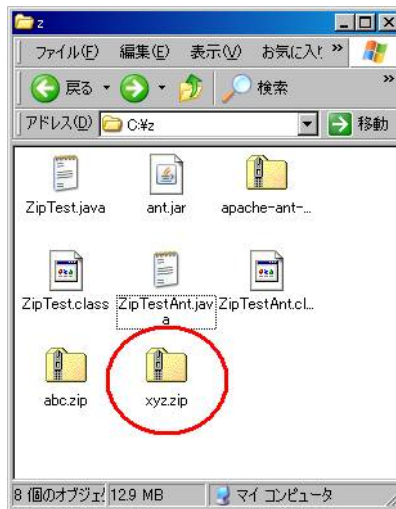 z
ファイル(F) 編集(E) 表示(V) お気に入り »
戻る 検索 »
アドレス(D) C:¥z 移動
ZipTest.java ant.jar apache-ant-...
ZipTest.class ZipTestAnt.jav ZipTestAnt.cl...
a
abc.zip xyz.zip
8 個のオブジェ 12.9 MB マイ コンピュータ